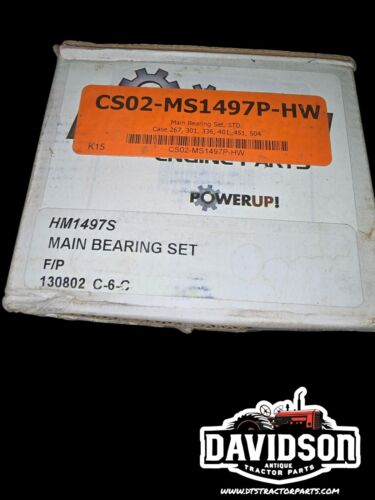 CS02-MS1497P-HW
Main Bearing Set, STD,
Case 267, 301, 336, 401, 451, 504
K15
CS02-MS1497P-HW
ENGINE PARTS
POWERUP!
HM1497S
MAIN BEARING SET
F/P
130802 C-6-C
DAVIDSON
ANTIQUE
TRACTOR PARTS
WWW.DTSTRACTORPARTS.COM